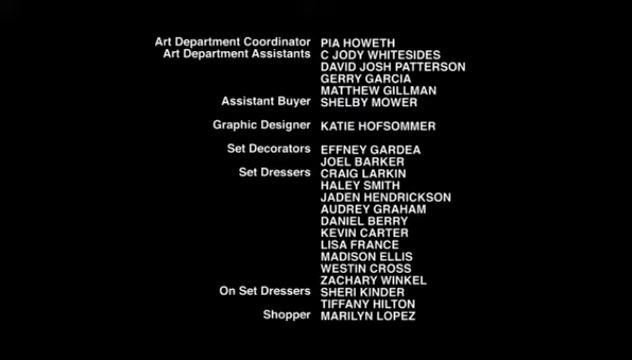 Art Department Coordinator PIA HOWETH
Art Department Assistants C JODY WHITESIDES
DAVID JOSH PATTERSON
GERRY GARCIA
MATTHEW GILLMAN
Assistant Buyer SHELBY MOWER
Graphic Designer KATIE HOFSOMMER
Set Decorators EFFNEY GARDEA
JOEL BARKER
Set Dressers CRAIG LARKIN
HALEY SMITH
JADEN HENDRICKSON
AUDREY GRAHAM
DANIEL BERRY
KEVIN CARTER
LISA FRANCE
MADISON ELLIS
WESTIN CROSS
ZACHARY WINKEL
On Set Dressers SHERI KINDER
TIFFANY HILTON
Shopper MARILYN LOPEZ